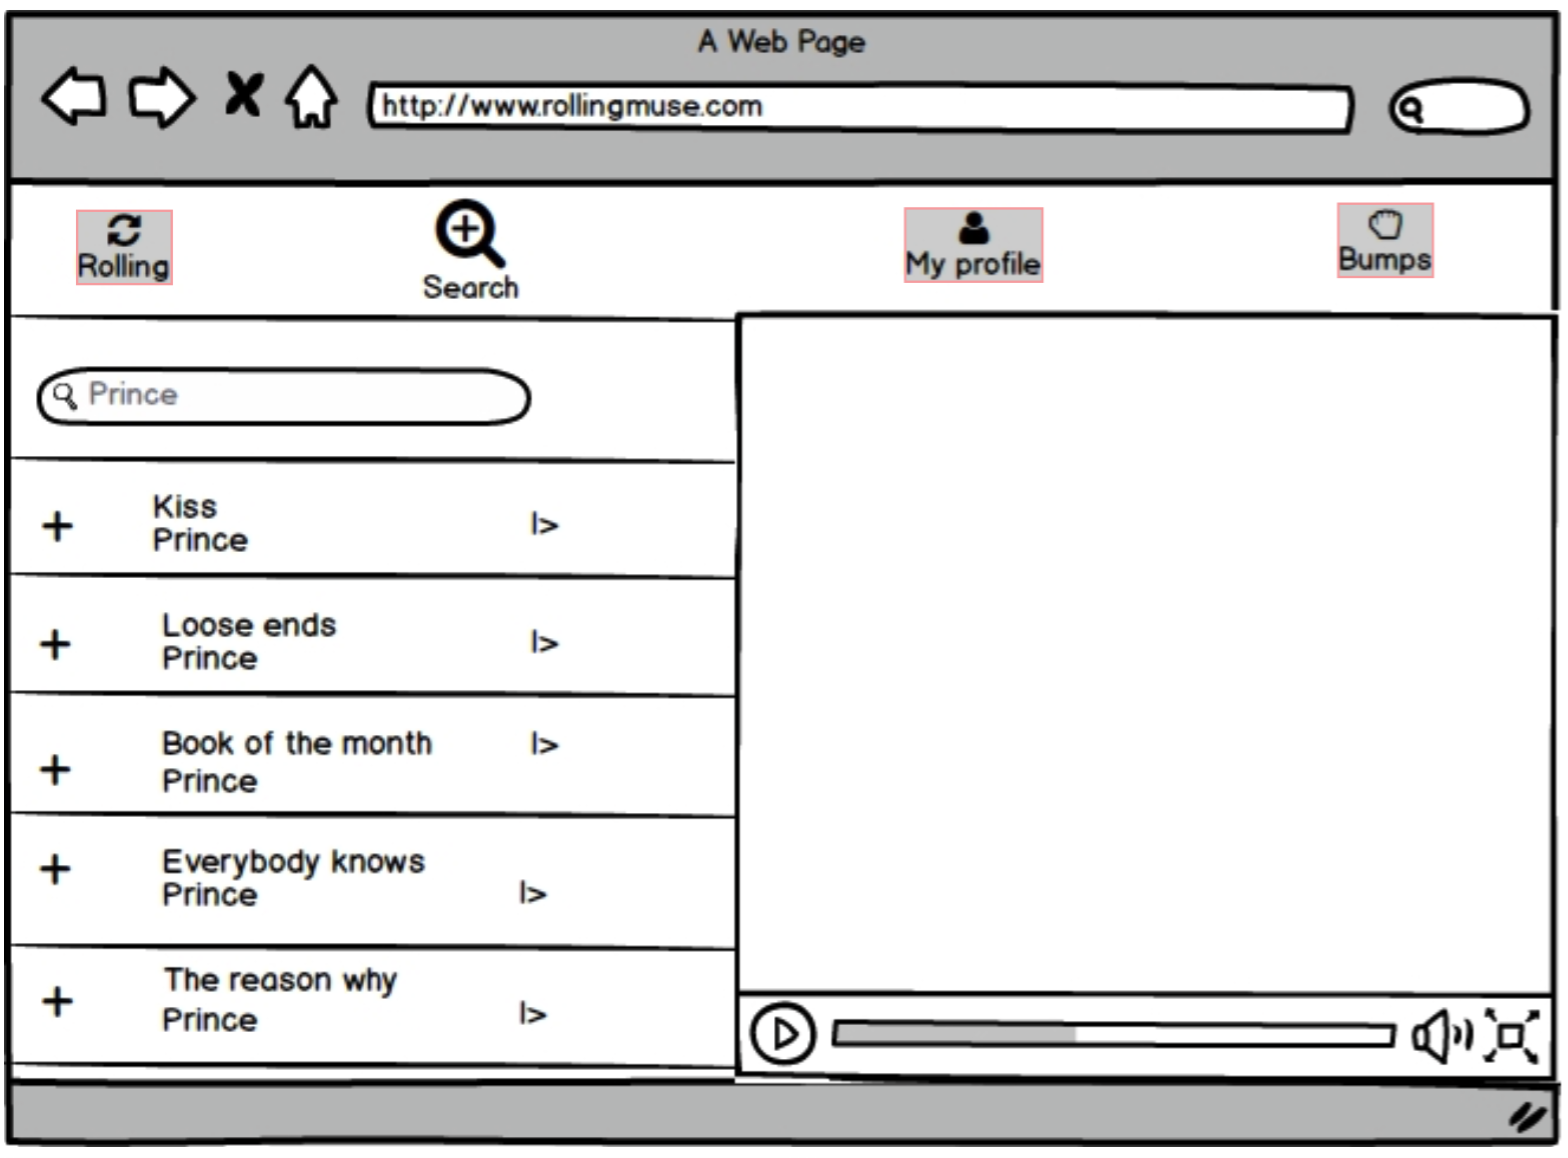 A Web Page
http://www.rollingmuse.com
Rolling
Search
My profile
Bumps
Prince
+ Kiss |>
Prince
+ Loose ends |>
Prince
+ Book of the month |>
Prince
+ Everybody knows
Prince |>
+ The reason why
Prince |>